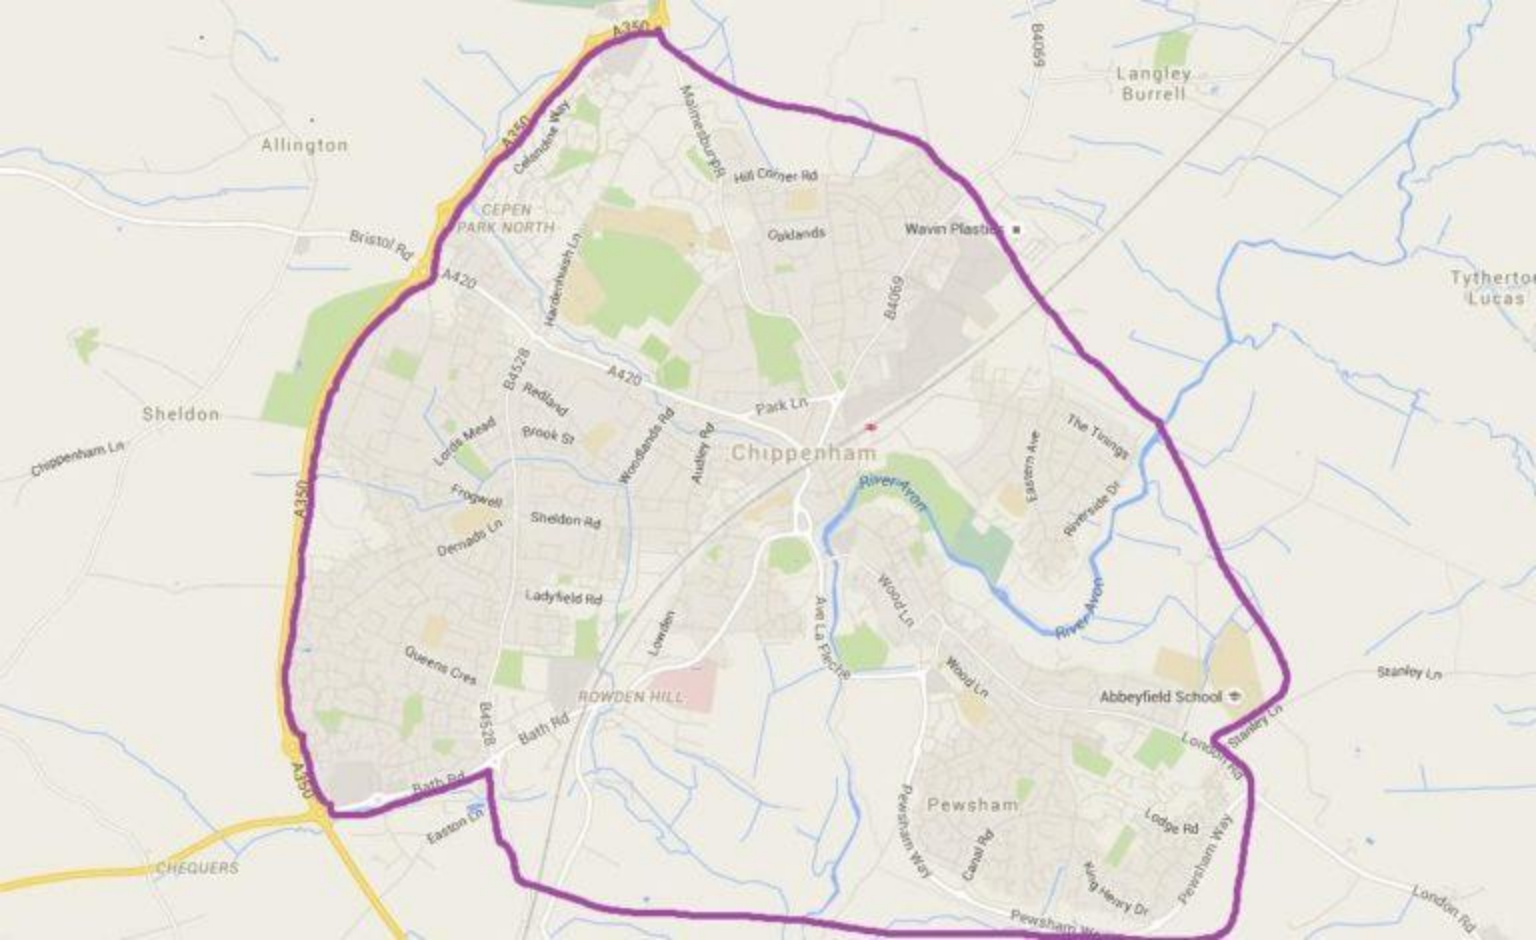 A350
B4069
Langley
Burrell
Malmesbury R
A350
Celandine Way
Allington
Hill Corner Rd
CEPEN
PARK NORTH
Oaklands
Wavin Plastics
Bristol Rd
Hardenhuish Ln
A420
Tytherto
Lucas
B4069
B4528
A420
Redland
Park Ln
Sheldon
Lords Mead
Brook St
Woodlands Rd
Audley Rd
The Tinings
Chippenham Ln
Chippenham
Eastern Ave
A350
Frogwell
River Avon
Riverside Dr
Sheldon Rd
Derriads Ln
Ladyfield Rd
Wood Ln
Ave La Fleche
River Avon
Lowden
Queens Cres
Wood Ln
Stanley Ln
ROWDEN HILL
Abbeyfield School
B4528
Bath Rd
Stanley Ln
London Rd
A350
Bath Rd
Pewsham
Pewsham Way
Easton Ln
Lodge Rd
Pewsham Way
Canal Rd
CHEQUERS
King Henry Dr
London Rd
Pewsham Wa